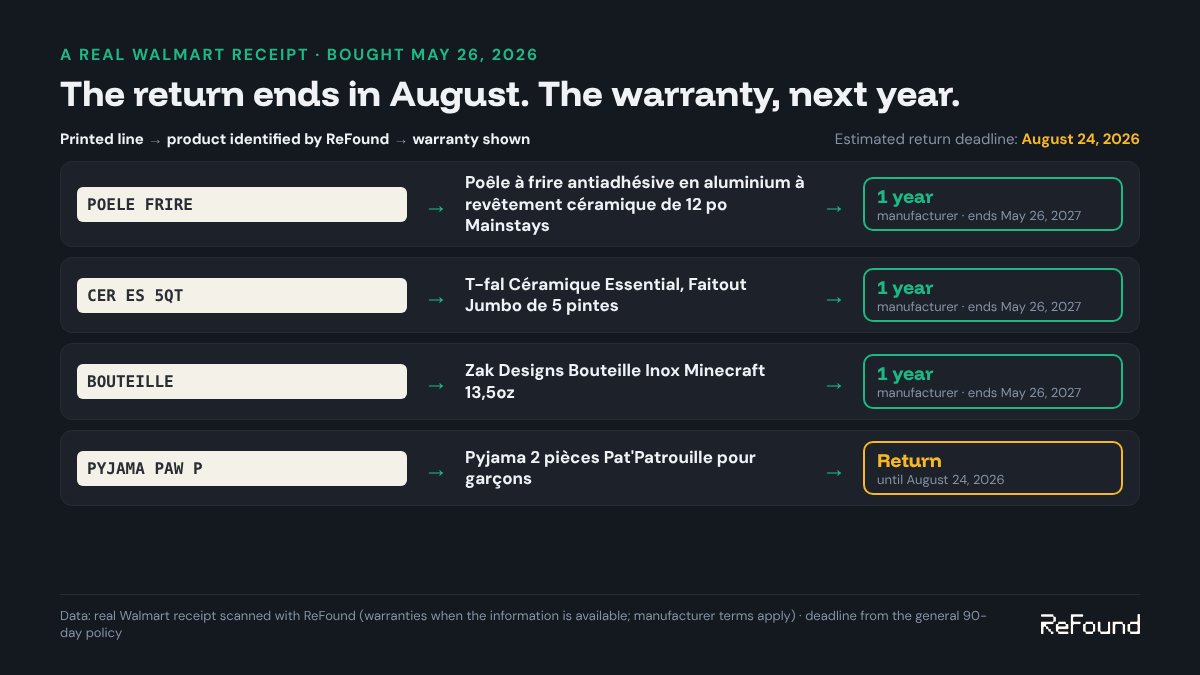 A REAL WALMART RECEIPT · BOUGHT MAY 26, 2026
The return ends in August. The warranty, next year.
Printed line → product identified by ReFound → warranty shown
Estimated return deadline: August 24, 2026
POELE FRIRE
→
Poêle à frire antiadhésive en aluminium à
revêtement céramique de 12 po
Mainstays
→
1 year
manufacturer · ends May 26, 2027
CER ES 5QT
→
T-fal Céramique Essential, Faitout
Jumbo de 5 pintes
→
1 year
manufacturer · ends May 26, 2027
BOUTEILLE
→
Zak Designs Bouteille Inox Minecraft
13,5oz
→
1 year
manufacturer · ends May 26, 2027
PYJAMA PAW P
→
Pyjama 2 pièces Pat'Patrouille pour
garçons
→
Return
until August 24, 2026
Data: real Walmart receipt scanned with ReFound (warranties when the information is available; manufacturer terms apply) · deadline from the general 90-
day policy
ReFound